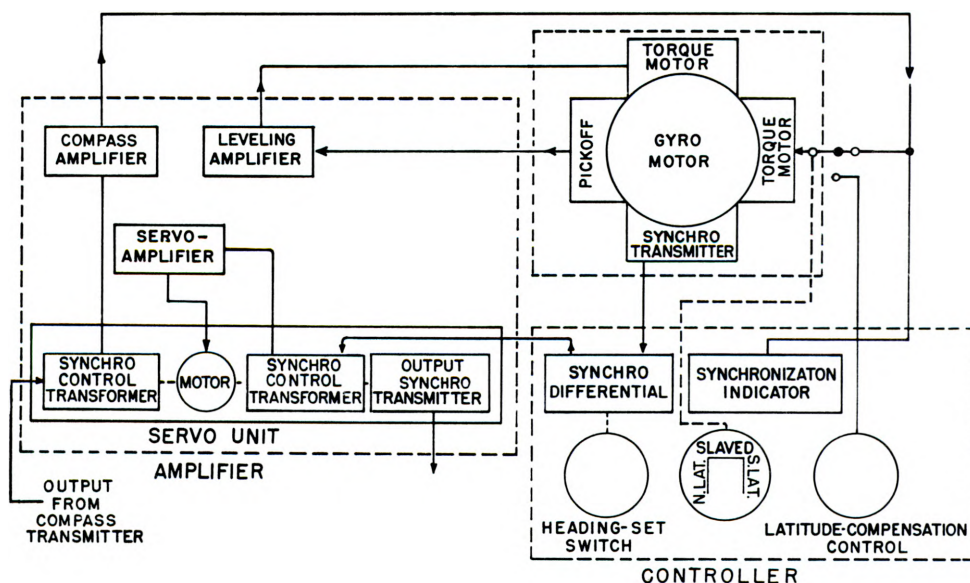 TORQUE
MOTOR
COMPASS
AMPLIFIER
LEVELING
AMPLIFIER
PICKOFF
GYRO
MOTOR
TORQUE
MOTOR
SYNCHRO
TRANSMITTER
SERVO-
AMPLIFIER
SYNCHRO
CONTROL
TRANSFORMER
MOTOR
SYNCHRO
CONTROL
TRANSFORMER
OUTPUT
SYNCHRO
TRANSMITTER
SYNCHRO
DIFFERENTIAL
SYNCHRONIZATON
INDICATOR
SERVO UNIT
AMPLIFIER
SLAVED
N.LAT.
S.LAT.
OUTPUT
FROM
COMPASS
TRANSMITTER
HEADING-SET
SWITCH
LATITUDE-COMPENSATION
CONTROL
CONTROLLER